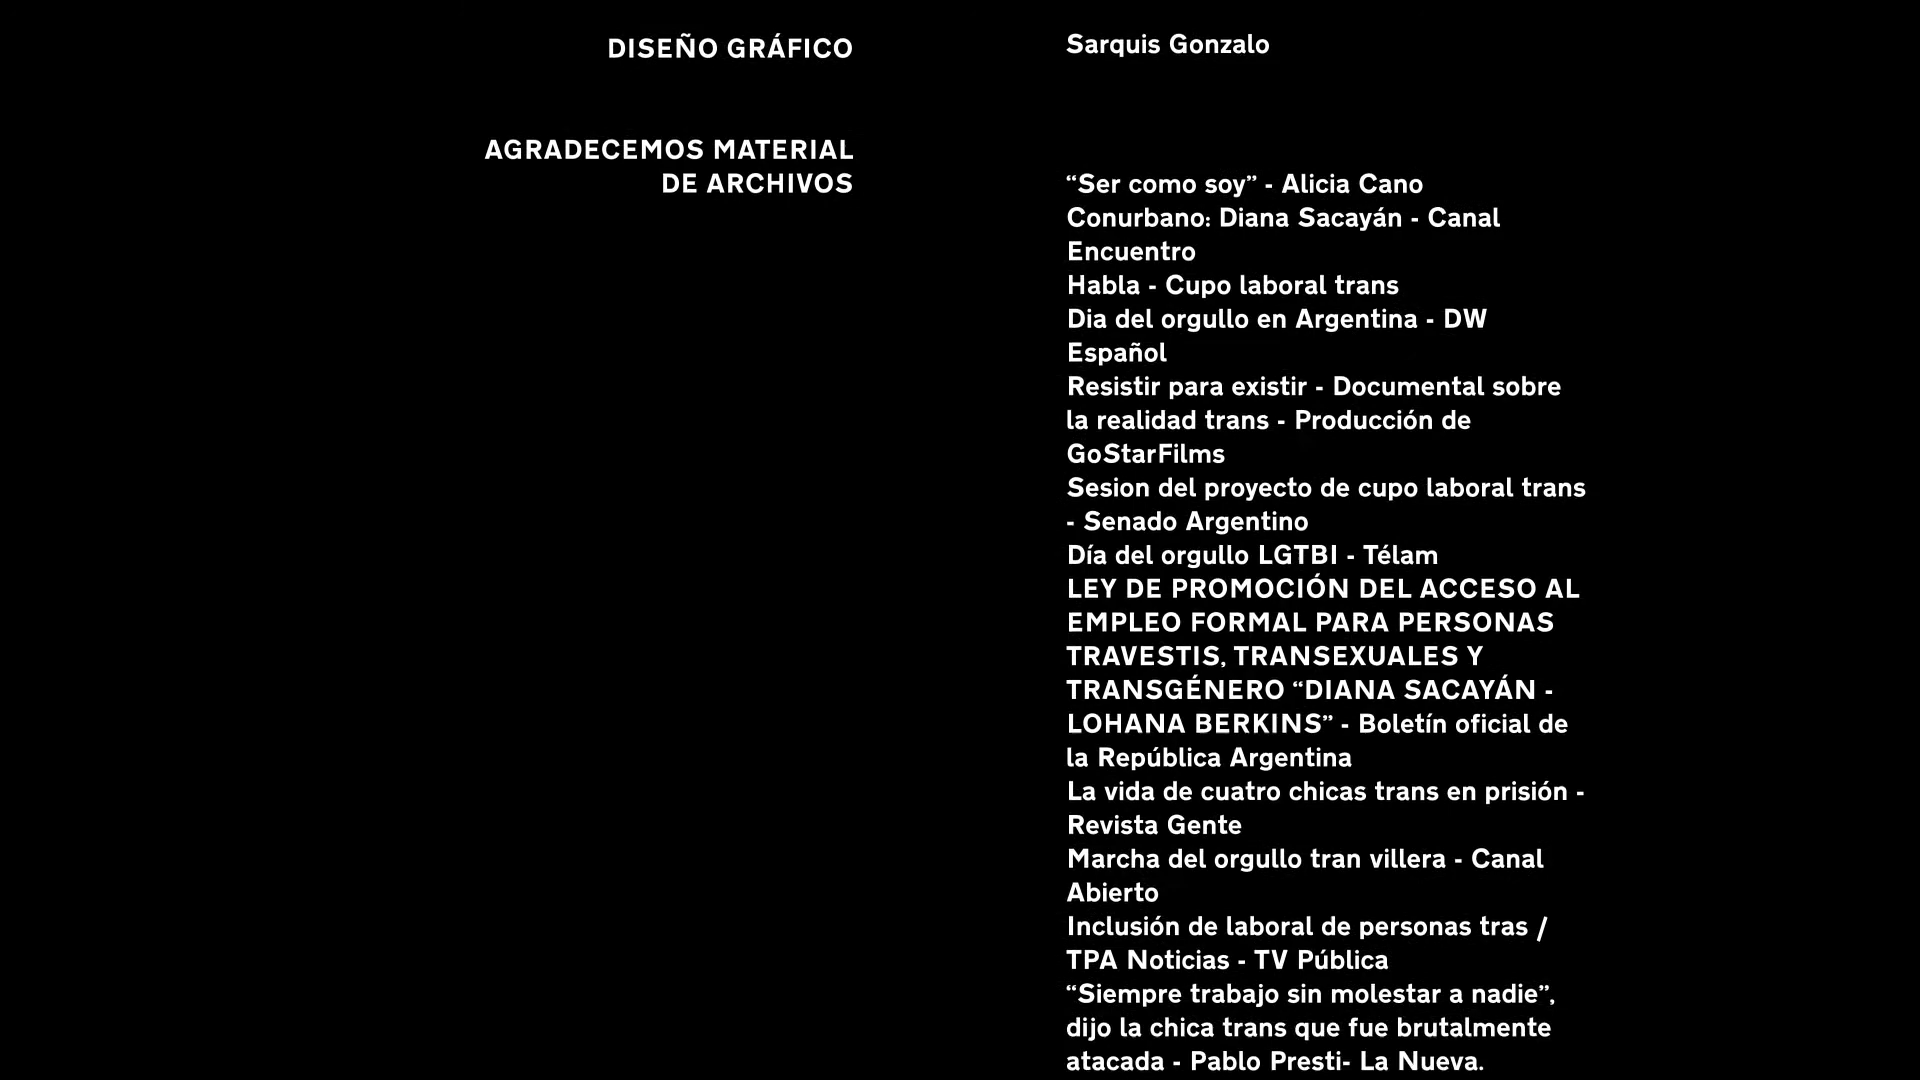 DISEÑO GRÁFICO
Sarquis Gonzalo
AGRADECEMOS MATERIAL
DE ARCHIVOS
“Ser como soy” - Alicia Cano
Conurbano: Diana Sacayán - Canal
Encuentro
Habla - Cupo laboral trans
Dia del orgullo en Argentina - DW
Español
Resistir para existir - Documental sobre
la realidad trans - Producción de
GoStarFilms
Sesion del proyecto de cupo laboral trans
- Senado Argentino
Día del orgullo LGTBI - Télam
LEY DE PROMOCIÓN DEL ACCESO AL
EMPLEO FORMAL PARA PERSONAS
TRAVESTIS, TRANSEXUALES Y
TRANSGÉNERO “DIANA SACAYÁN -
LOHANA BERKINS” - Boletín oficial de
la República Argentina
La vida de cuatro chicas trans en prisión -
Revista Gente
Marcha del orgullo tran villera - Canal
Abierto
Inclusión de laboral de personas tras /
TPA Noticias - TV Pública
“Siempre trabajo sin molestar a nadie”,
dijo la chica trans que fue brutalmente
atacada - Pablo Presti- La Nueva.